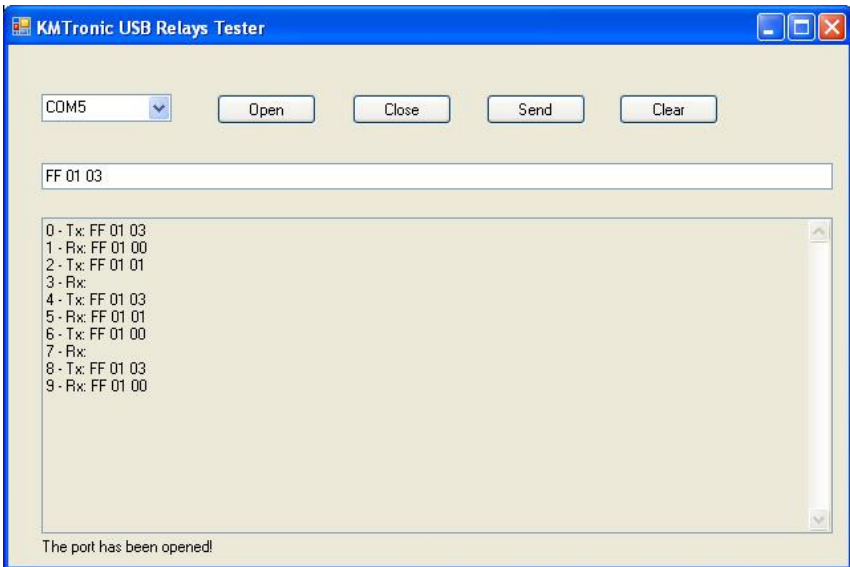 KMTronic USB Relays Tester
COM5 Open Close Send Clear
FF 01 03
0 - Tx: FF 01 03
1 - Rx: FF 01 00
2 - Tx: FF 01 01
3 - Rx:
4 - Tx: FF 01 03
5 - Rx: FF 01 01
6 - Tx: FF 01 00
7 - Rx:
8 - Tx: FF 01 03
9 - Rx: FF 01 00
The port has been opened!